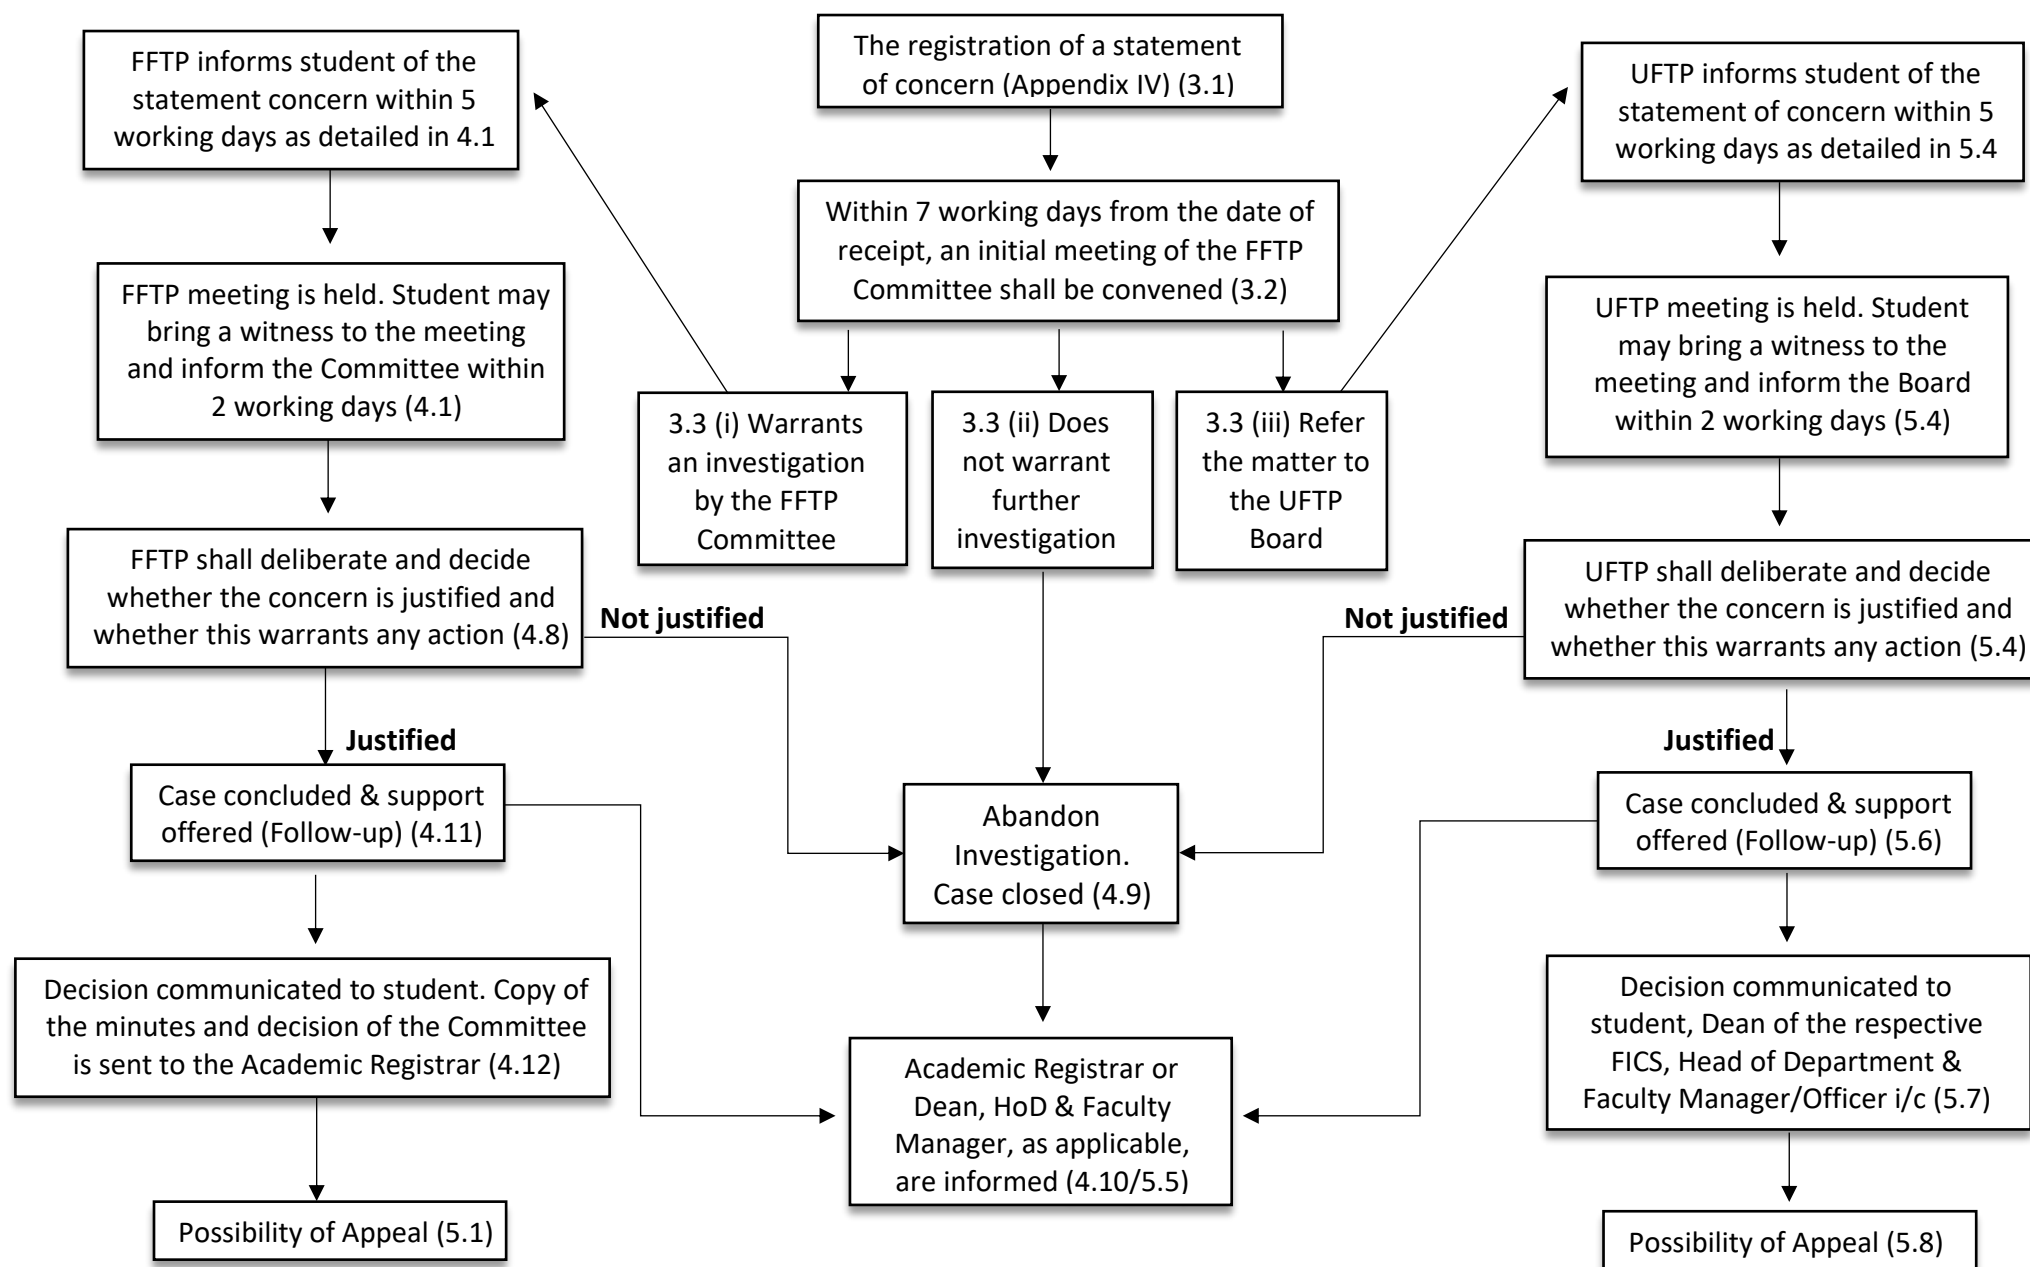 The registration of a statement
of concern (Appendix IV) (3.1)
Within 7 working days from the date of
receipt, an initial meeting of the FFTP
Committee shall be convened (3.2)
3.3 (i) Warrants
an investigation
by the FFTP
Committee
3.3 (ii) Does
not warrant
further
investigation
3.3 (iii) Refer
the matter to
the UFTP
Board
FFTP informs student of the
statement concern within 5
working days as detailed in 4.1
FFTP meeting is held. Student may
bring a witness to the meeting
and inform the Committee within
2 working days (4.1)
FFTP shall deliberate and decide
whether the concern is justified and
whether this warrants any action (4.8)
Not justified
Justified
Case concluded & support
offered (Follow-up) (4.11)
Decision communicated to student. Copy of
the minutes and decision of the Committee
is sent to the Academic Registrar (4.12)
Possibility of Appeal (5.1)
Abandon
Investigation.
Case closed (4.9)
Academic Registrar or
Dean, HoD & Faculty
Manager, as applicable,
are informed (4.10/5.5)
UFTP informs student of the
statement of concern within 5
working days as detailed in 5.4
UFTP meeting is held. Student
may bring a witness to the
meeting and inform the Board
within 2 working days (5.4)
UFTP shall deliberate and decide
whether the concern is justified and
whether this warrants any action (5.4)
Not justified
Justified
Case concluded & support
offered (Follow-up) (5.6)
Decision communicated to
student, Dean of the respective
FICS, Head of Department &
Faculty Manager/Officer i/c (5.7)
Possibility of Appeal (5.8)